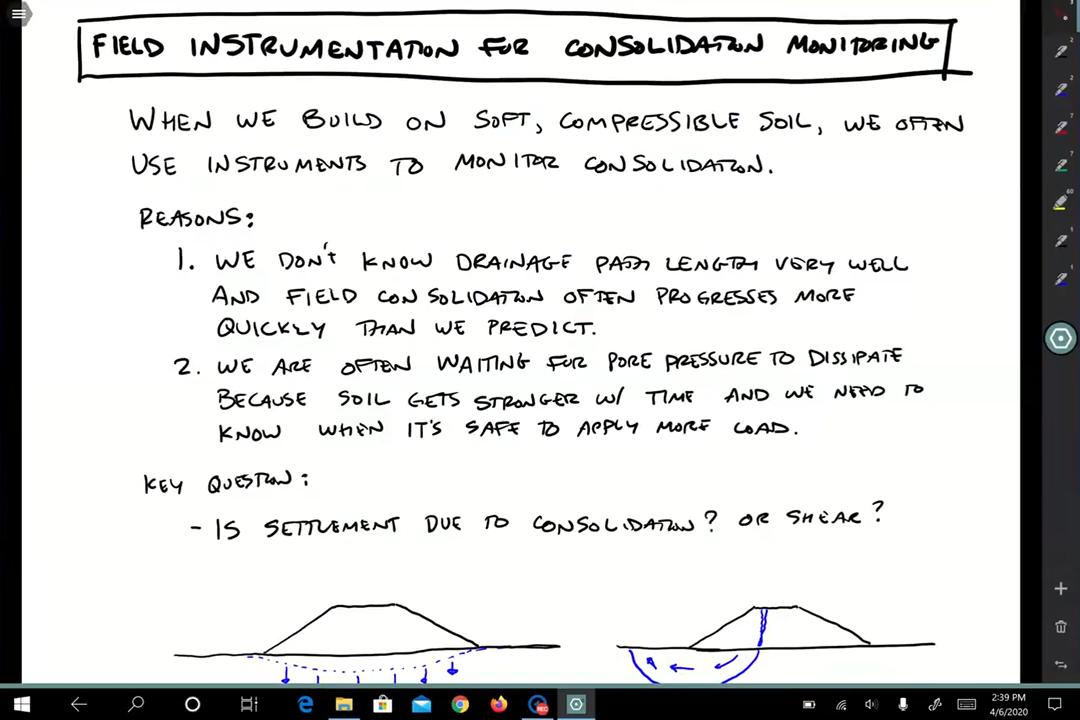 FIELD INSTRUMENTATION FOR CONSOLIDATION MONITORING
WHEN WE BUILD ON SOFT, COMPRESSIBLE SOIL, WE OFTEN
USE INSTRUMENTS TO MONITOR CONSOLIDATION.
REASONS:
1. WE DON'T KNOW DRAINAGE PATH LENGTH VERY WELL
AND FIELD CONSOLIDATION OFTEN PROGRESSES MORE
QUICKLY THAN WE PREDICT.
2. WE ARE OFTEN WAITING FOR PORE PRESSURE TO DISSIPATE
BECAUSE SOIL GETS STRONGER W/ TIME AND WE NEED TO
KNOW WHEN IT'S SAFE TO APPLY MORE LOAD.
KEY QUESTION:
- IS SETTLEMENT DUE TO CONSOLIDATION? OR SHEAR?
2:39 PM
4/6/2020